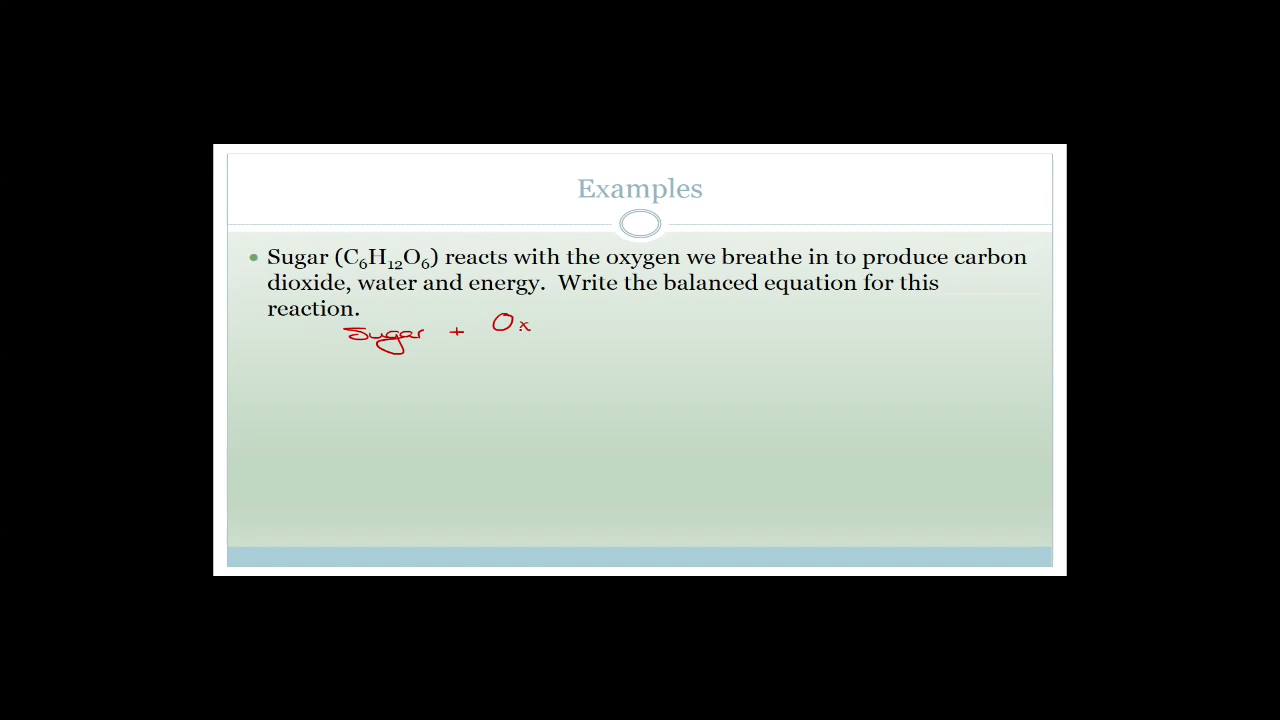 Examples
Sugar (C₆H₁₂O₆) reacts with the oxygen we breathe in to produce carbon
dioxide, water and energy. Write the balanced equation for this
reaction.
Sugar + Ox